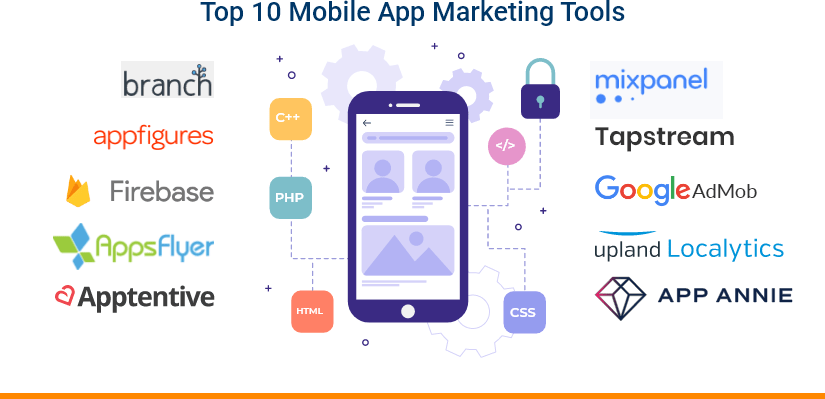 Top 10 Mobile App Marketing Tools
branch
appfigures
Firebase
AppsFlyer
Apptentive
C++
PHP
HTML
</>
CSS
mixpanel
Tapstream
Google AdMob
upland Localytics
APP ANNIE